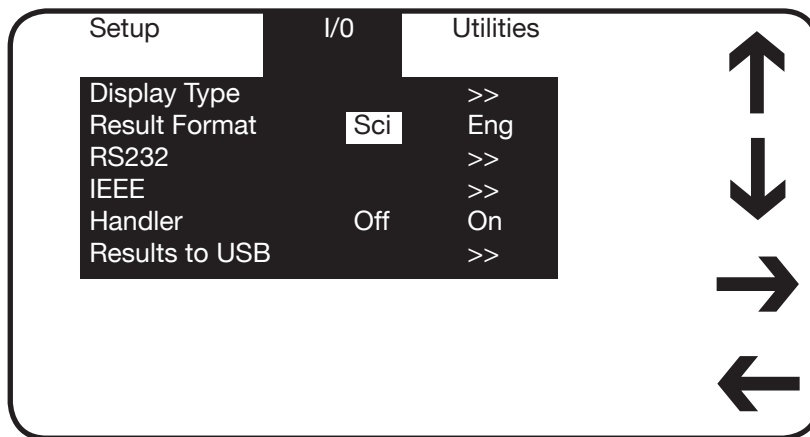 Setup I/0 Utilities
Display Type >>
Result Format Sci Eng
RS232 >>
IEEE >>
Handler Off On
Results to USB >>